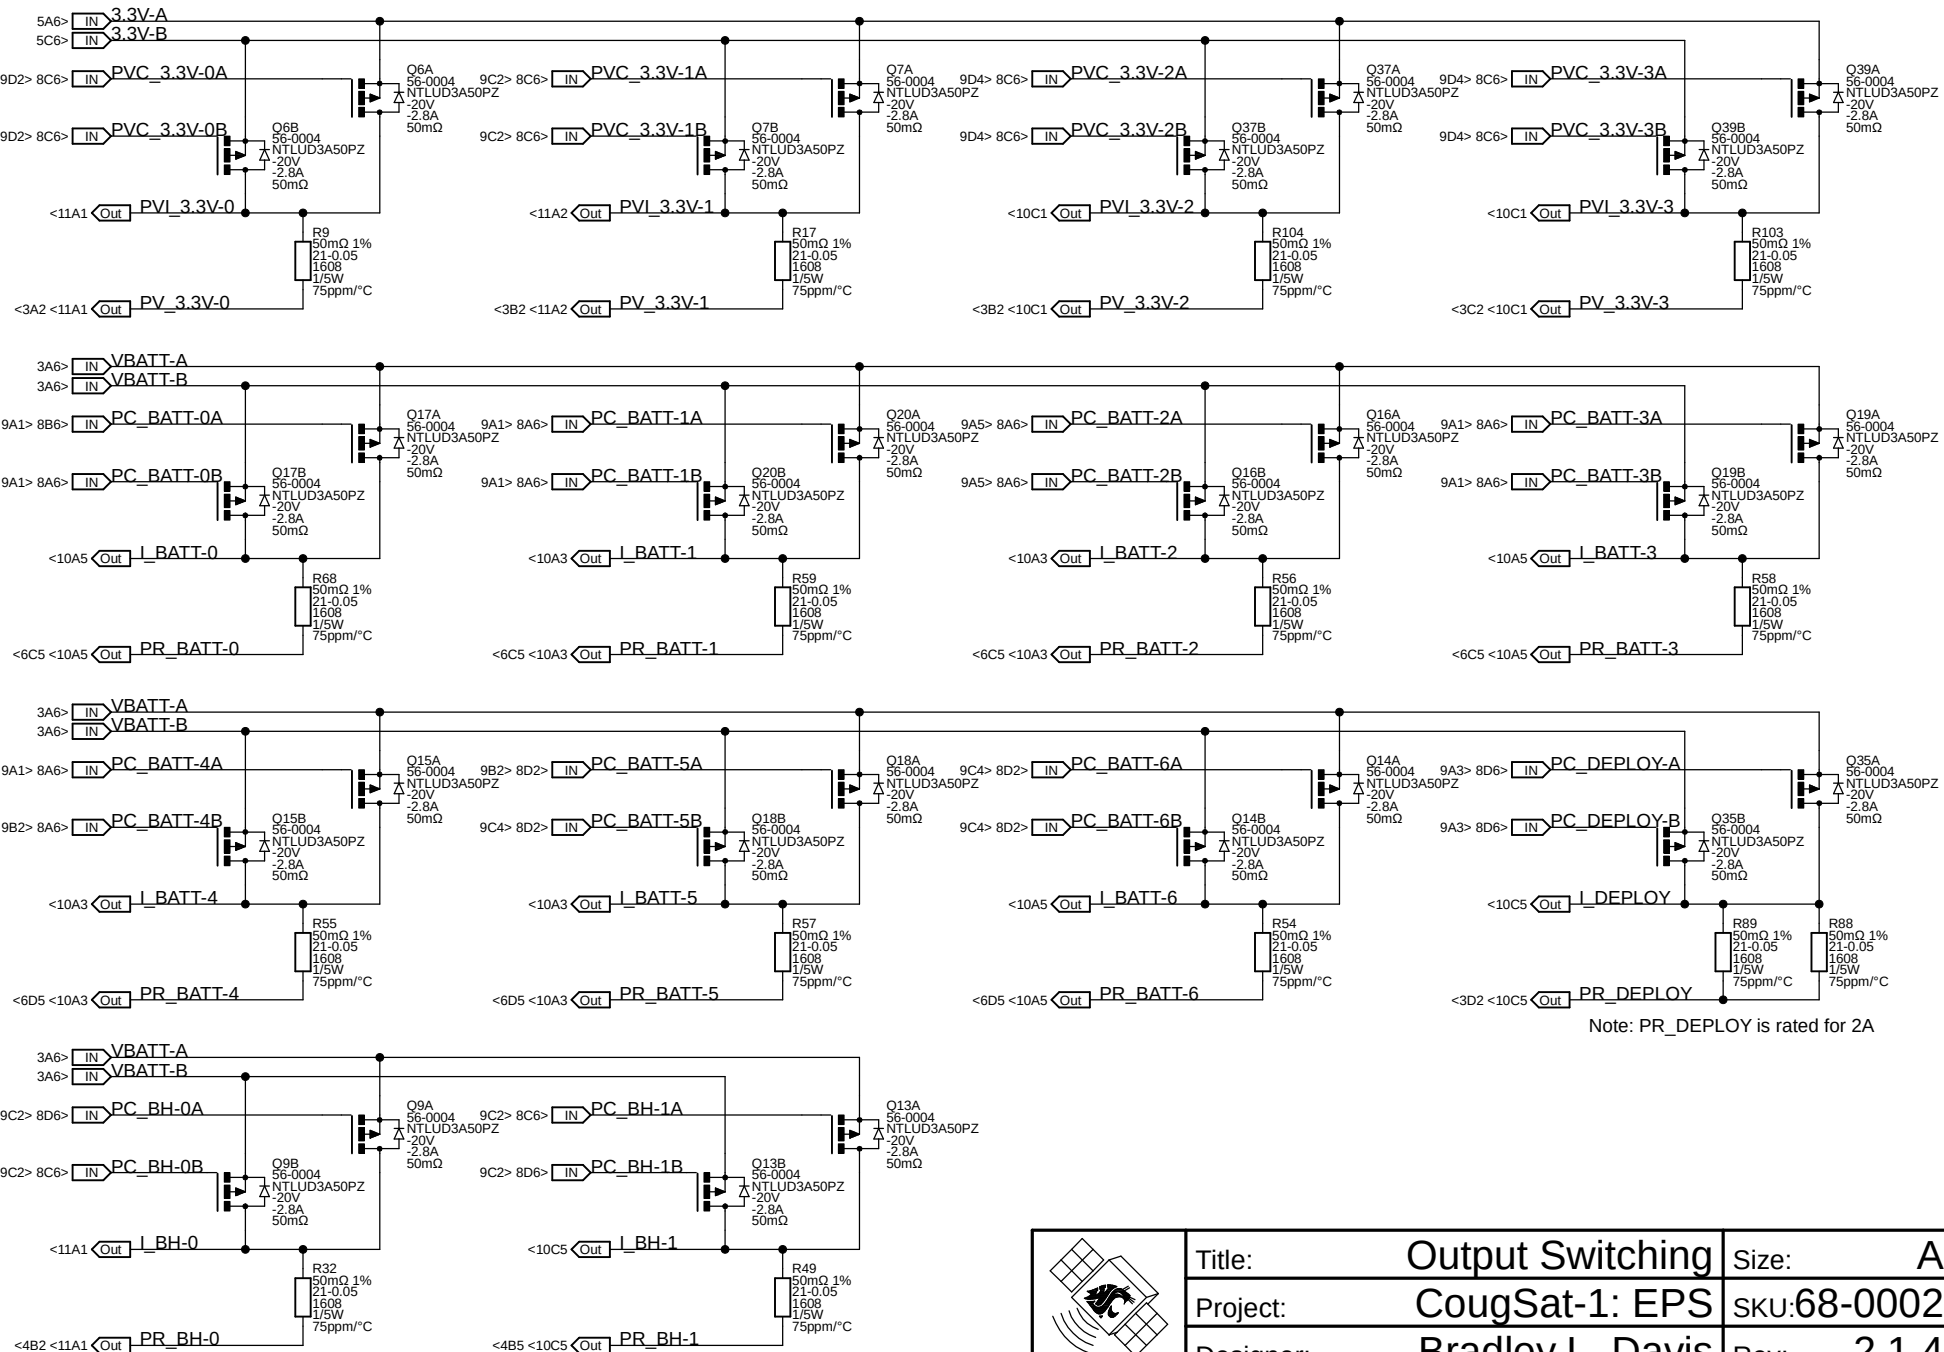 5A6> IN 3.3V-A
5C6> IN 3.3V-B
9D2> 8C6> IN PVC_3.3V-0A
Q6A
56-0004
NTLUD3A50PZ
-20V
-2.8A
50mΩ
9D2> 8C6> IN PVC_3.3V-0B
Q6B
56-0004
NTLUD3A50PZ
-20V
-2.8A
50mΩ
<11A1 Out PVI_3.3V-0
R9
50mΩ 1%
21-0.05
1608
1/5W
75ppm/°C
<3A2 <11A1 Out PV_3.3V-0
9C2> 8C6> IN PVC_3.3V-1A
Q7A
56-0004
NTLUD3A50PZ
-20V
-2.8A
50mΩ
9C2> 8C6> IN PVC_3.3V-1B
Q7B
56-0004
NTLUD3A50PZ
-20V
-2.8A
50mΩ
<11A2 Out PVI_3.3V-1
R17
50mΩ 1%
21-0.05
1608
1/5W
75ppm/°C
<3B2 <11A2 Out PV_3.3V-1
9D4> 8C6> IN PVC_3.3V-2A
Q37A
56-0004
NTLUD3A50PZ
-20V
-2.8A
50mΩ
9D4> 8C6> IN PVC_3.3V-2B
Q37B
56-0004
NTLUD3A50PZ
-20V
-2.8A
50mΩ
<10C1 Out PVI_3.3V-2
R104
50mΩ 1%
21-0.05
1608
1/5W
75ppm/°C
<3B2 <10C1 Out PV_3.3V-2
9D4> 8C6> IN PVC_3.3V-3A
Q39A
56-0004
NTLUD3A50PZ
-20V
-2.8A
50mΩ
9D4> 8C6> IN PVC_3.3V-3B
Q39B
56-0004
NTLUD3A50PZ
-20V
-2.8A
50mΩ
<10C1 Out PVI_3.3V-3
R103
50mΩ 1%
21-0.05
1608
1/5W
75ppm/°C
<3C2 <10C1 Out PV_3.3V-3
3A6> IN VBATT-A
3A6> IN VBATT-B
9A1> 8B6> IN PC_BATT-0A
Q17A
56-0004
NTLUD3A50PZ
-20V
-2.8A
50mΩ
9A1> 8A6> IN PC_BATT-0B
Q17B
56-0004
NTLUD3A50PZ
-20V
-2.8A
50mΩ
<10A5 Out I_BATT-0
R68
50mΩ 1%
21-0.05
1608
1/5W
75ppm/°C
<6C5 <10A5 Out PR_BATT-0
9A1> 8A6> IN PC_BATT-1A
Q20A
56-0004
NTLUD3A50PZ
-20V
-2.8A
50mΩ
9A1> 8A6> IN PC_BATT-1B
Q20B
56-0004
NTLUD3A50PZ
-20V
-2.8A
50mΩ
<10A3 Out I_BATT-1
R59
50mΩ 1%
21-0.05
1608
1/5W
75ppm/°C
<6C5 <10A3 Out PR_BATT-1
9A5> 8A6> IN PC_BATT-2A
Q16A
56-0004
NTLUD3A50PZ
-20V
-2.8A
50mΩ
9A5> 8A6> IN PC_BATT-2B
Q16B
56-0004
NTLUD3A50PZ
-20V
-2.8A
50mΩ
<10A3 Out I_BATT-2
R56
50mΩ 1%
21-0.05
1608
1/5W
75ppm/°C
<6C5 <10A3 Out PR_BATT-2
9A1> 8A6> IN PC_BATT-3A
Q19A
56-0004
NTLUD3A50PZ
-20V
-2.8A
50mΩ
9A1> 8A6> IN PC_BATT-3B
Q19B
56-0004
NTLUD3A50PZ
-20V
-2.8A
50mΩ
<10A5 Out I_BATT-3
R58
50mΩ 1%
21-0.05
1608
1/5W
75ppm/°C
<6C5 <10A5 Out PR_BATT-3
3A6> IN VBATT-A
3A6> IN VBATT-B
9A1> 8A6> IN PC_BATT-4A
Q15A
56-0004
NTLUD3A50PZ
-20V
-2.8A
50mΩ
9B2> 8A6> IN PC_BATT-4B
Q15B
56-0004
NTLUD3A50PZ
-20V
-2.8A
50mΩ
<10A3 Out I_BATT-4
R55
50mΩ 1%
21-0.05
1608
1/5W
75ppm/°C
<6D5 <10A3 Out PR_BATT-4
9B2> 8D2> IN PC_BATT-5A
Q18A
56-0004
NTLUD3A50PZ
-20V
-2.8A
50mΩ
9C4> 8D2> IN PC_BATT-5B
Q18B
56-0004
NTLUD3A50PZ
-20V
-2.8A
50mΩ
<10A3 Out I_BATT-5
R57
50mΩ 1%
21-0.05
1608
1/5W
75ppm/°C
<6D5 <10A3 Out PR_BATT-5
9C4> 8D2> IN PC_BATT-6A
Q14A
56-0004
NTLUD3A50PZ
-20V
-2.8A
50mΩ
9C4> 8D2> IN PC_BATT-6B
Q14B
56-0004
NTLUD3A50PZ
-20V
-2.8A
50mΩ
<10A5 Out I_BATT-6
R54
50mΩ 1%
21-0.05
1608
1/5W
75ppm/°C
<6D5 <10A5 Out PR_BATT-6
9A3> 8D6> IN PC_DEPLOY-A
Q35A
56-0004
NTLUD3A50PZ
-20V
-2.8A
50mΩ
9A3> 8D6> IN PC_DEPLOY-B
Q35B
56-0004
NTLUD3A50PZ
-20V
-2.8A
50mΩ
<10C5 Out I_DEPLOY
R89
50mΩ 1%
21-0.05
1608
1/5W
75ppm/°C
R88
50mΩ 1%
21-0.05
1608
1/5W
75ppm/°C
<3D2 <10C5 Out PR_DEPLOY
Note: PR_DEPLOY is rated for 2A
3A6> IN VBATT-A
3A6> IN VBATT-B
9C2> 8D6> IN PC_BH-0A
Q9A
56-0004
NTLUD3A50PZ
-20V
-2.8A
50mΩ
9C2> 8C6> IN PC_BH-0B
Q9B
56-0004
NTLUD3A50PZ
-20V
-2.8A
50mΩ
<11A1 Out I_BH-0
R32
50mΩ 1%
21-0.05
1608
1/5W
75ppm/°C
<4B2 <11A1 Out PR_BH-0
9C2> 8C6> IN PC_BH-1A
Q13A
56-0004
NTLUD3A50PZ
-20V
-2.8A
50mΩ
9C2> 8D6> IN PC_BH-1B
Q13B
56-0004
NTLUD3A50PZ
-20V
-2.8A
50mΩ
<10C5 Out I_BH-1
R49
50mΩ 1%
21-0.05
1608
1/5W
75ppm/°C
<4B5 <10C5 Out PR_BH-1
Title: Output Switching Size: A
Project: CougSat-1: EPS SKU: 68-0002
Designer: Bradley L. Davis Rev: 2.1.4